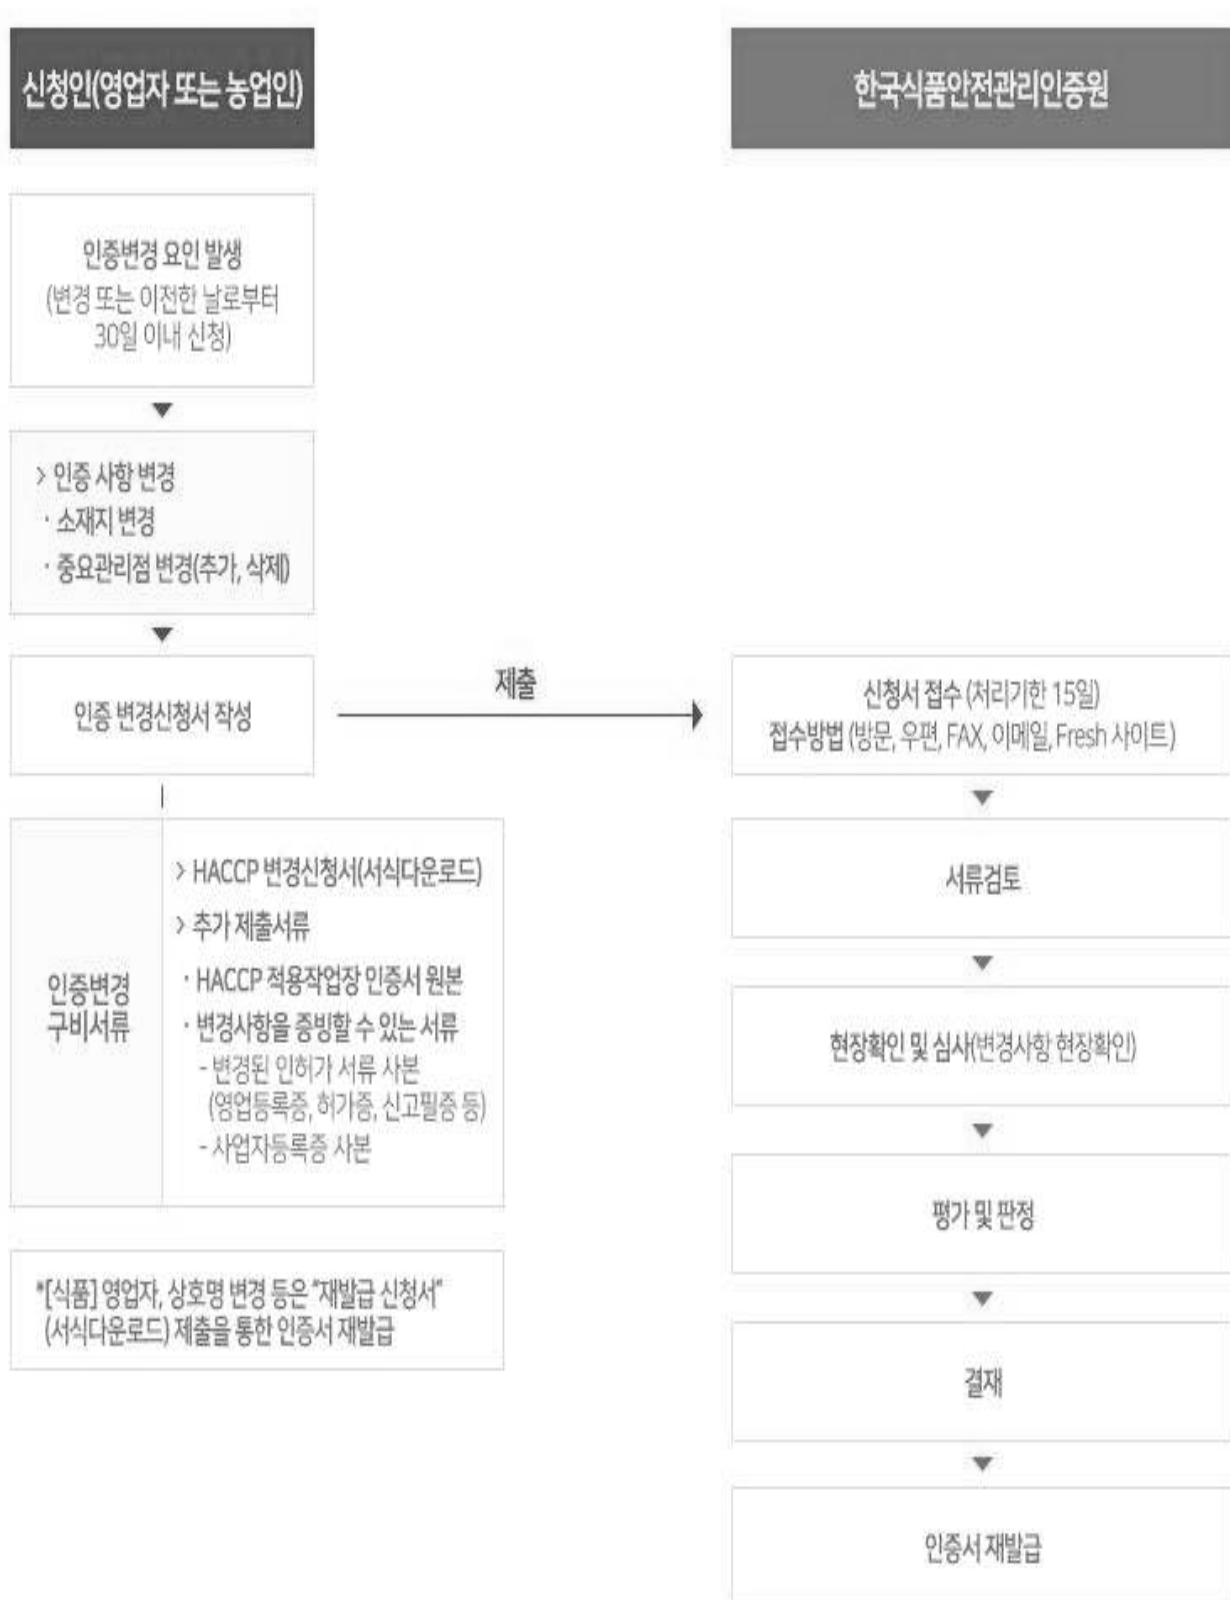 신청인(영업자 또는 농업인)
인증변경 요인 발생
(변경 또는 이전한 날로부터
30일 이내 신청)
> 인증 사항 변경
· 소재지 변경
· 중요관리점 변경(추가, 삭제)
인증 변경신청서 작성
인증변경
구비서류
> HACCP 변경신청서(서식다운로드)
> 추가 제출서류
· HACCP 적용작업장 인증서 원본
· 변경사항을 증빙할 수 있는 서류
- 변경된 인허가 서류 사본
(영업등록증, 허가증, 신고필증 등)
- 사업자등록증 사본
*[식품] 영업자, 상호명 변경 등은 "재발급 신청서"
(서식다운로드) 제출을 통한 인증서 재발급
제출
한국식품안전관리인증원
신청서 접수 (처리기한 15일)
접수방법 (방문, 우편, FAX, 이메일, Fresh 사이트)
서류검토
현장확인 및 심사(변경사항 현장확인)
평가 및 판정
결재
인증서 재발급